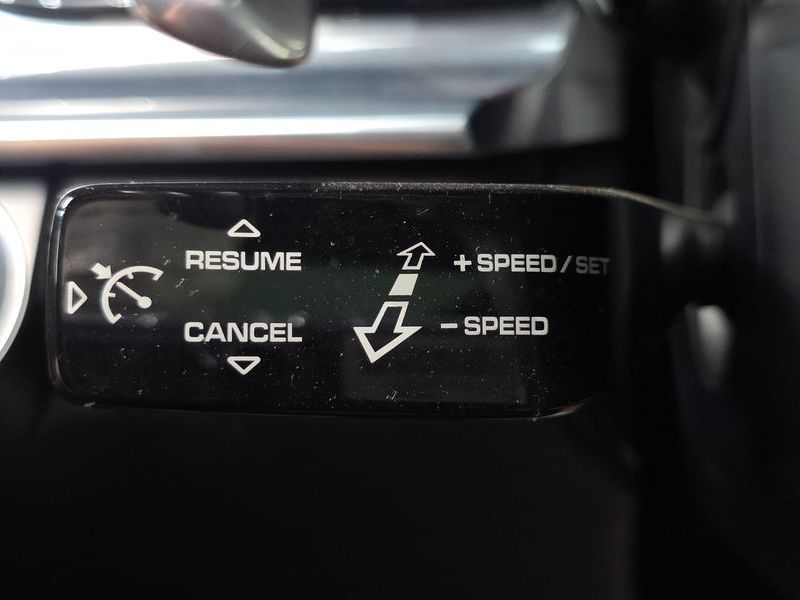 RESUME
+ SPEED / SET
CANCEL
- SPEED